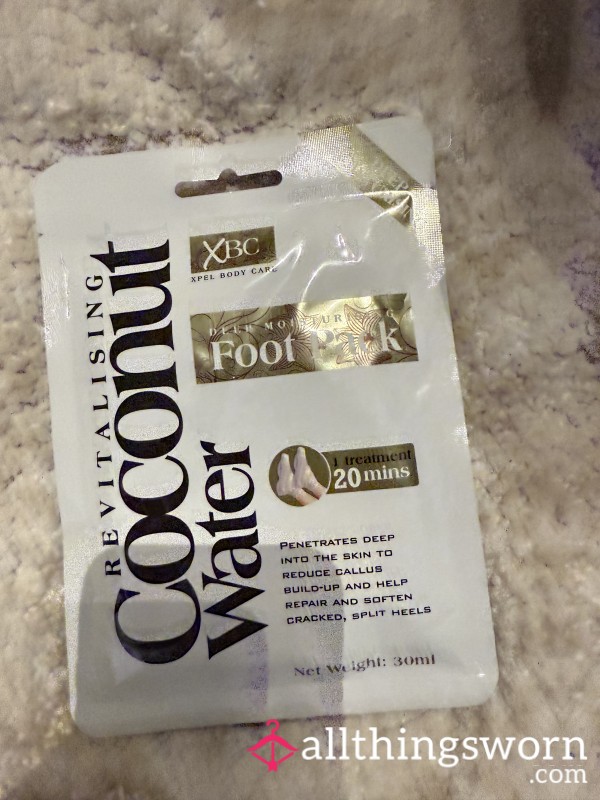 REVITALISING
Coconut
Water
XBC
XPEL BODY CARE
Foot Pack
1 treatment
20 mins
PENETRATES DEEP
INTO THE SKIN TO
REDUCE CALLUS
BUILD-UP AND HELP
REPAIR AND SOFTEN
CRACKED, SPLIT HEELS
Net Weight: 30ml
allthingsworn
.com